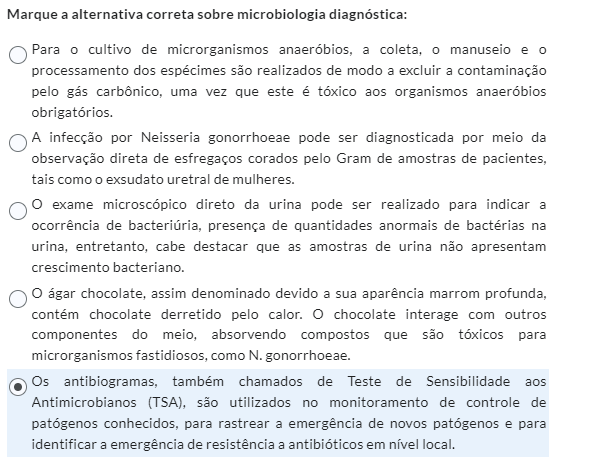 Marque a alternativa correta sobre microbiologia diagnóstica:
Para o cultivo de microrganismos anaeróbios, a coleta, o manuseio e o
processamento dos espécimes são realizados de modo a excluir a contaminação
pelo gás carbônico, uma vez que este é tóxico aos organismos anaeróbios
obrigatórios.
A infecção por Neisseria gonorrhoeae pode ser diagnosticada por meio da
observação direta de esfregaços corados pelo Gram de amostras de pacientes,
tais como o exsudato uretral de mulheres.
O exame microscópico direto da urina pode ser realizado para indicar a
ocorrência de bacteriúria, presença de quantidades anormais de bactérias na
urina, entretanto, cabe destacar que as amostras de urina não apresentam
crescimento bacteriano.
O ágar chocolate, assim denominado devido a sua aparência marrom profunda,
contém chocolate derretido pelo calor. O chocolate interage com outros
componentes do meio, absorvendo compostos que são tóxicos para
microrganismos fastidiosos, como N. gonorrhoeae.
Os antibiogramas, também chamados de Teste de Sensibilidade aos
Antimicrobianos (TSA), são utilizados no monitoramento de controle de
patógenos conhecidos, para rastrear a emergência de novos patógenos e para
identificar a emergência de resistência a antibióticos em nível local.